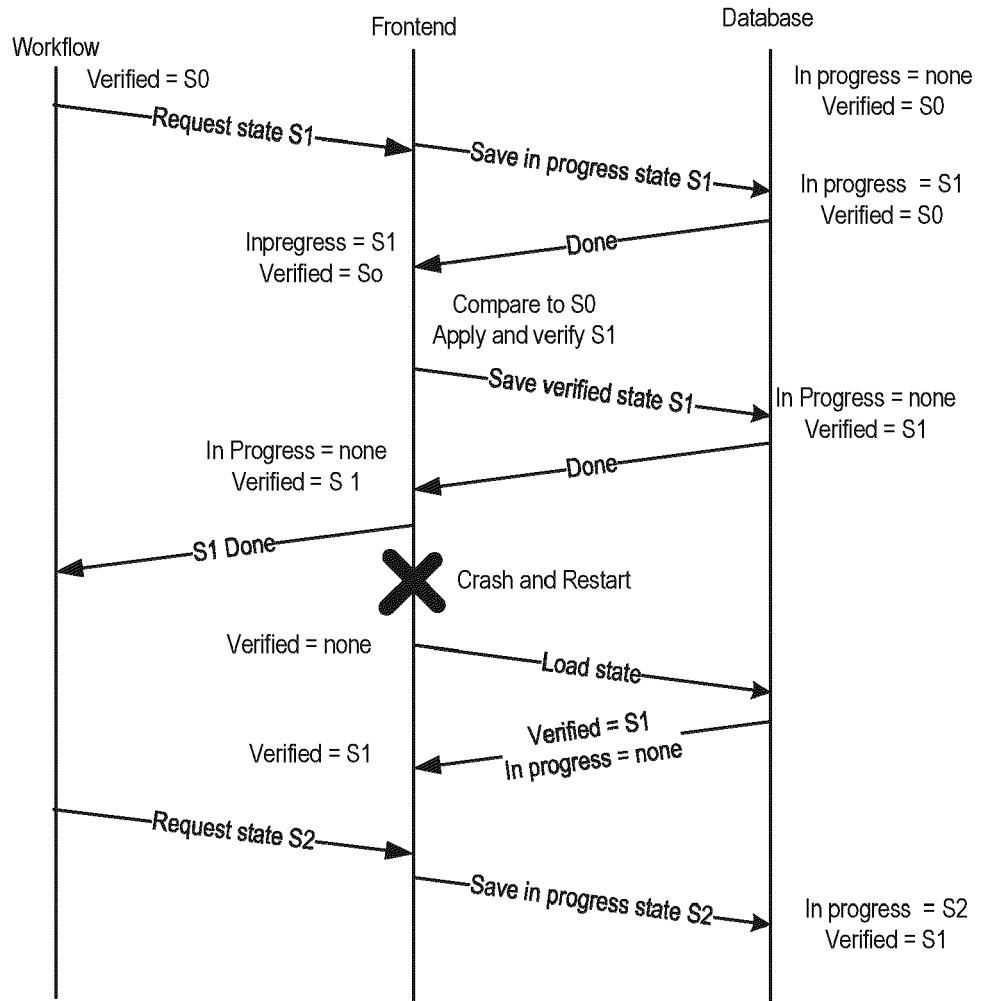 Database
Frontend
Workflow
Verified = S0
In progress = none
Verified = S0
Request state S1
Save in progress state S1
In progress = S1
Verified = S0
Done
Inpregress = S1
Verified = So
Compare to S0
Apply and verify S1
Save verified state S1
In Progress = none
Verified = S1
Done
In Progress = none
Verified = S 1
S1 Done
Crash and Restart
Verified = none
Load state
Verified = S1
In progress = none
Verified = S1
Request state S2
Save in progress state S2
In progress = S2
Verified = S1